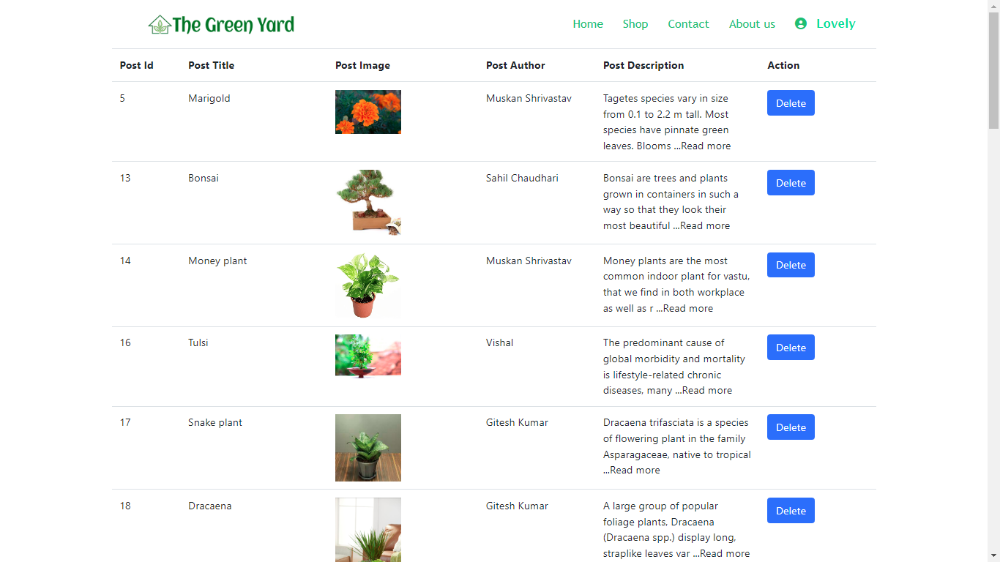 The Green Yard
Home Shop Contact About us Lovely
Post Id Post Title Post Image Post Author Post Description Action
5 Marigold Muskan Shrivastav Tagetes species vary in size Delete
from 0.1 to 2.2 m tall. Most
species have pinnate green
leaves. Blooms ...Read more
13 Bonsai Sahil Chaudhari Bonsai are trees and plants Delete
grown in containers in such a
way so that they look their
most beautiful ...Read more
14 Money plant Muskan Shrivastav Money plants are the most Delete
common indoor plant for vastu,
that we find in both workplace
as well as r ...Read more
16 Tulsi Vishal The predominant cause of Delete
global morbidity and mortality
is lifestyle-related chronic
diseases, many ...Read more
17 Snake plant Gitesh Kumar Dracaena trifasciata is a species Delete
of flowering plant in the family
Asparagaceae, native to tropical
...Read more
18 Dracaena Gitesh Kumar A large group of popular Delete
foliage plants, Dracaena
(Dracaena spp.) display long,
straplike leaves var ...Read more